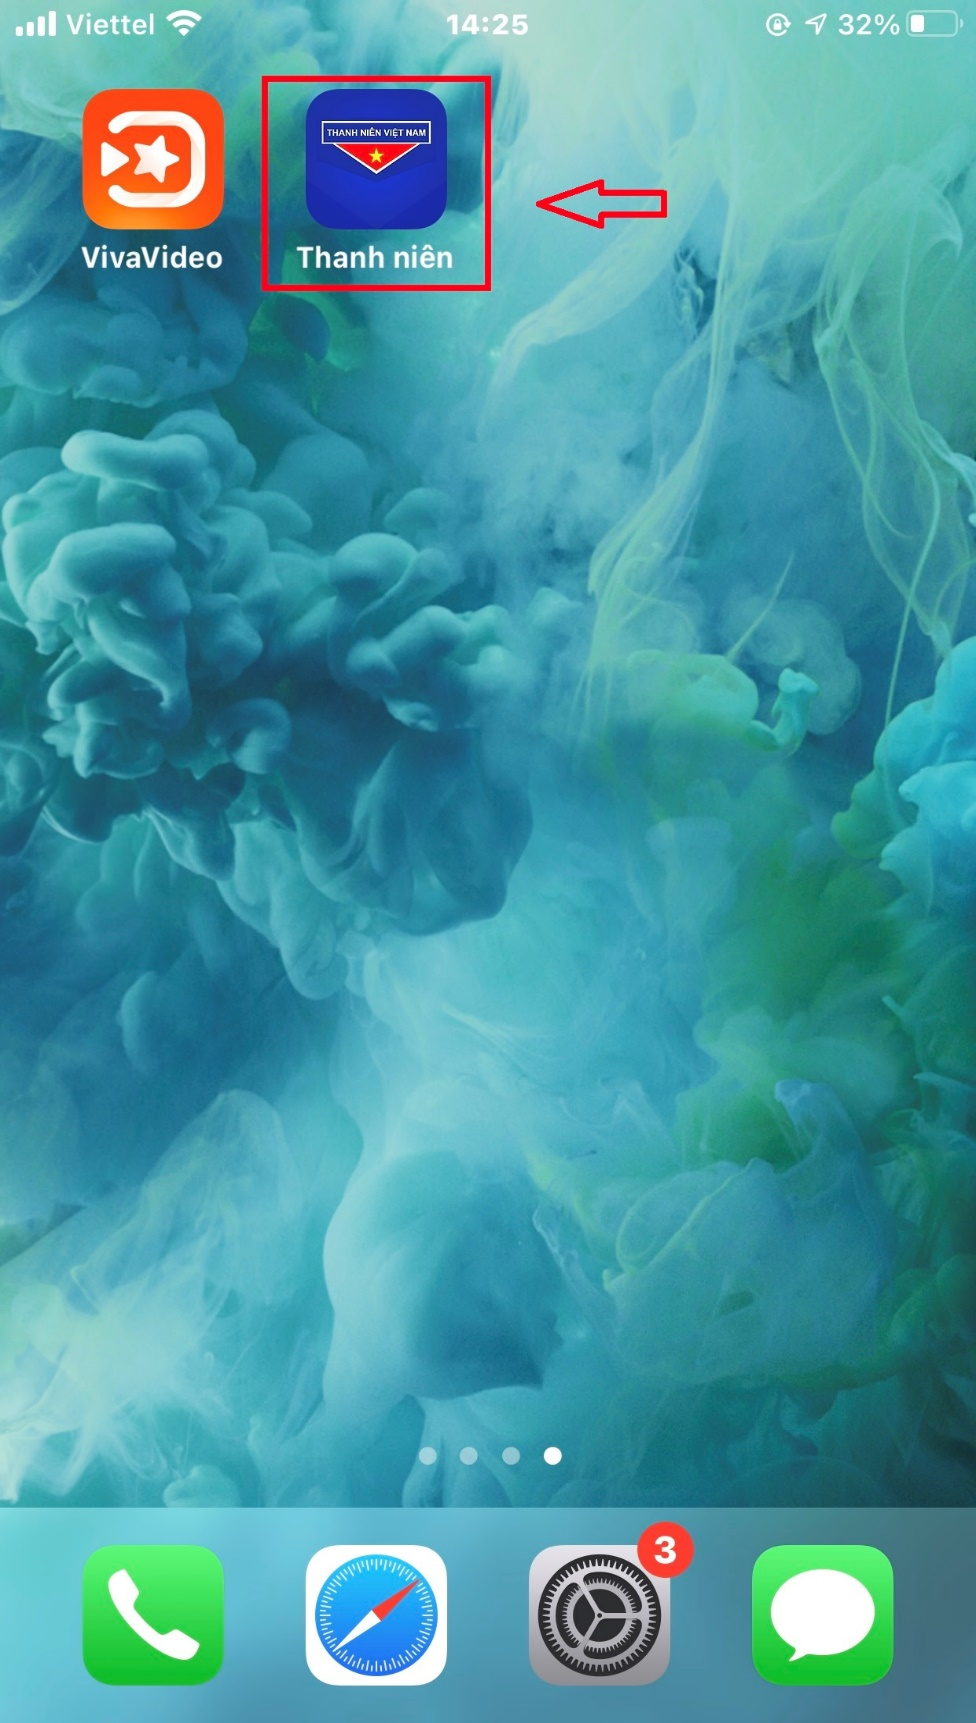 Viettel 14:25 32%
THANH NIÊN VIỆT NAM
VivaVideo Thanh niên
3